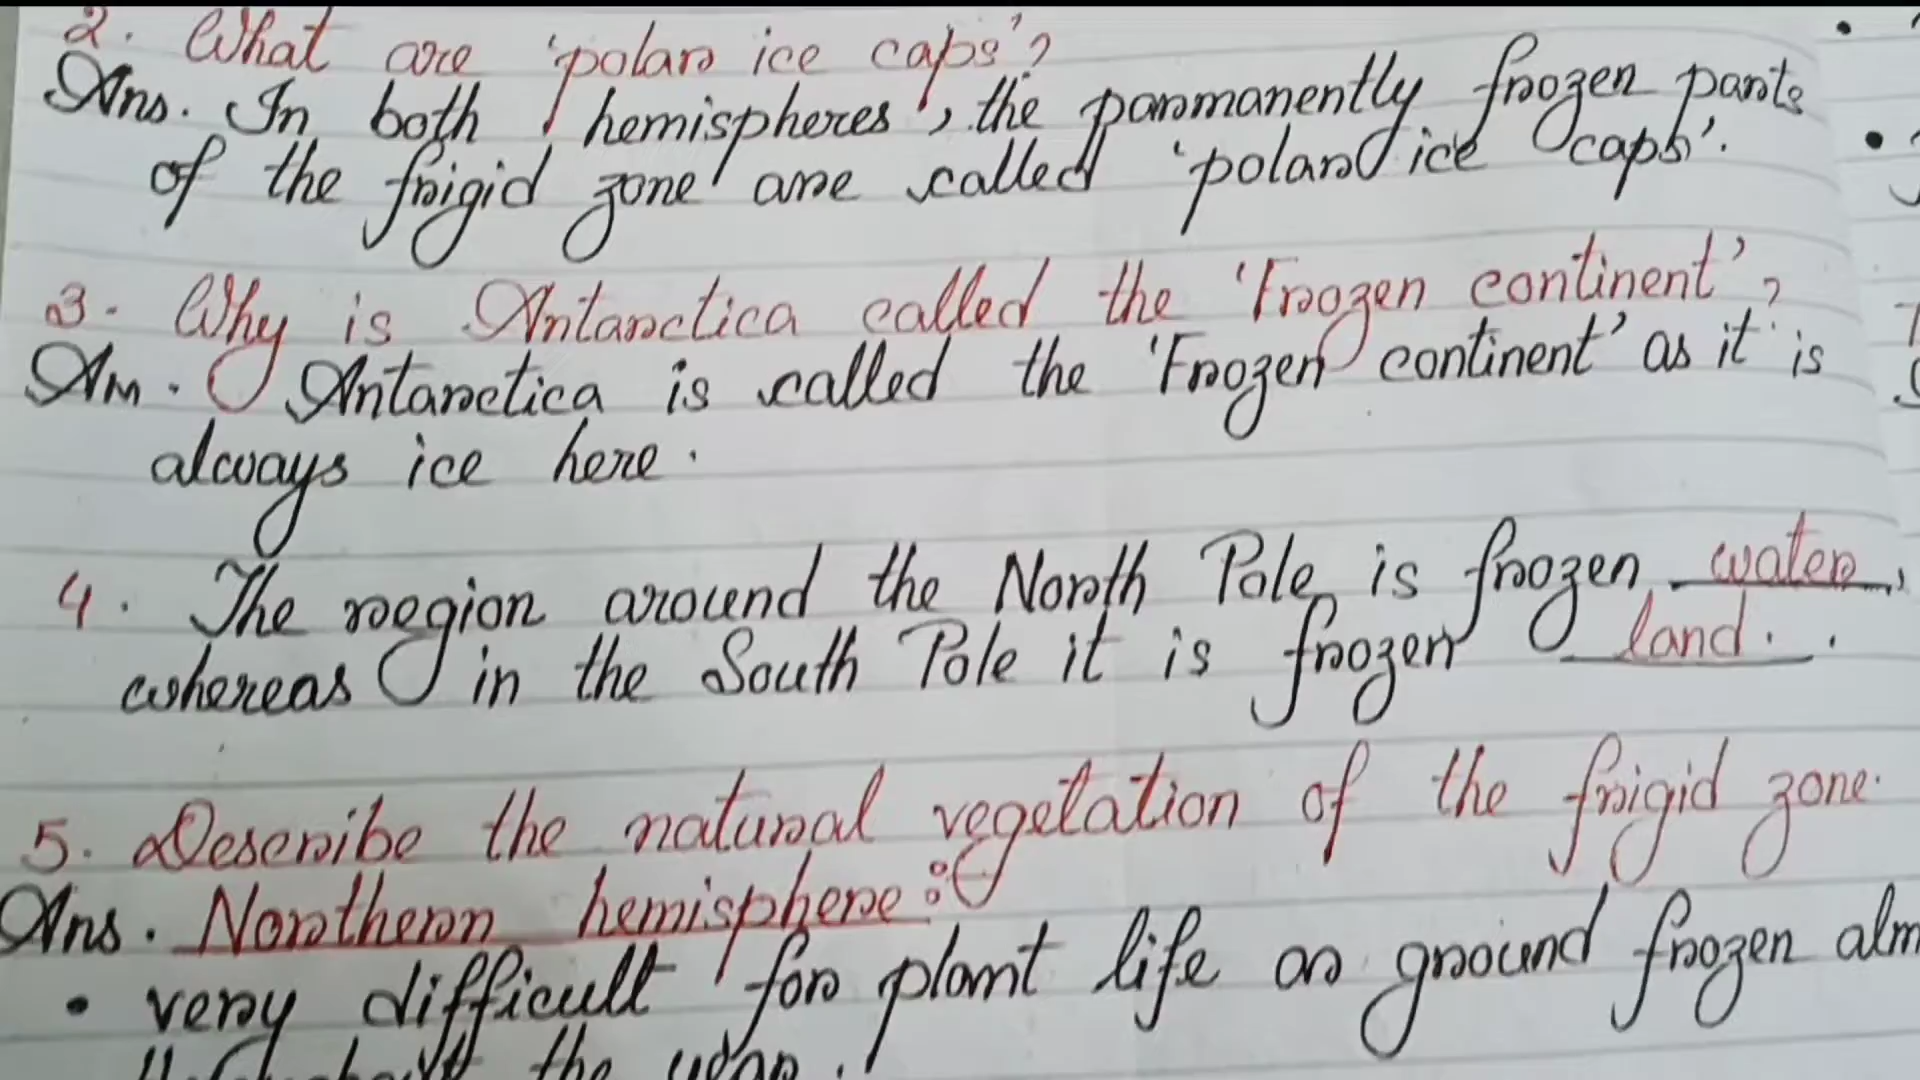 2. What are 'polar ice caps'?
Ans. In both hemispheres, the parmanently frozen parts
of the frigid zone are called 'polar ice caps'.
3. Why is Antarctica called the 'Frozen continent'?
Ans. Antarctica is called the 'Frozen continent' as it is
always ice here.
4. The region around the North Pole is frozen water,
whereas in the South Pole it is frozen land.
5. Describe the natural vegetation of the frigid zone.
Ans. Northern hemisphere:
• very difficult for plant life as ground frozen alm
the year.